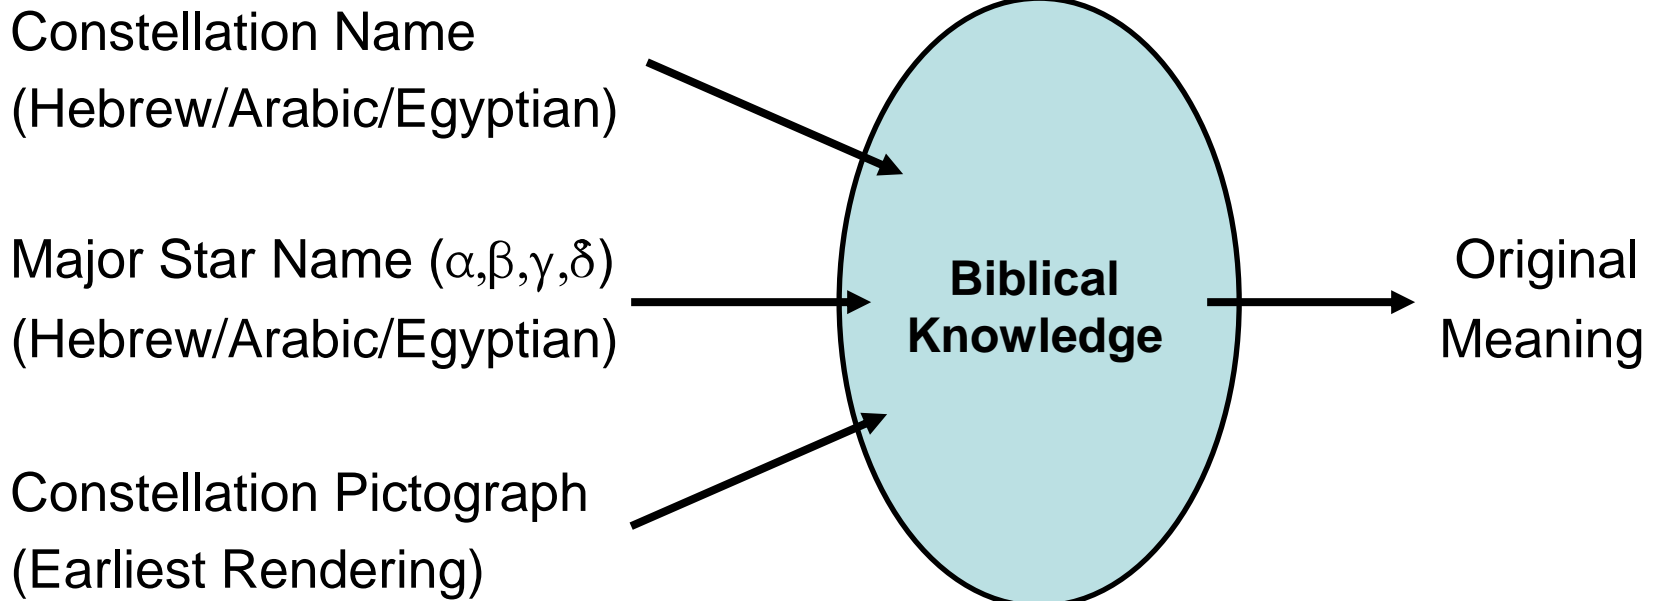 Constellation Name
(Hebrew/Arabic/Egyptian)
Major Star Name (α,β,γ,δ)
(Hebrew/Arabic/Egyptian)
Constellation Pictograph
(Earliest Rendering)
Biblical
Knowledge
Original
Meaning